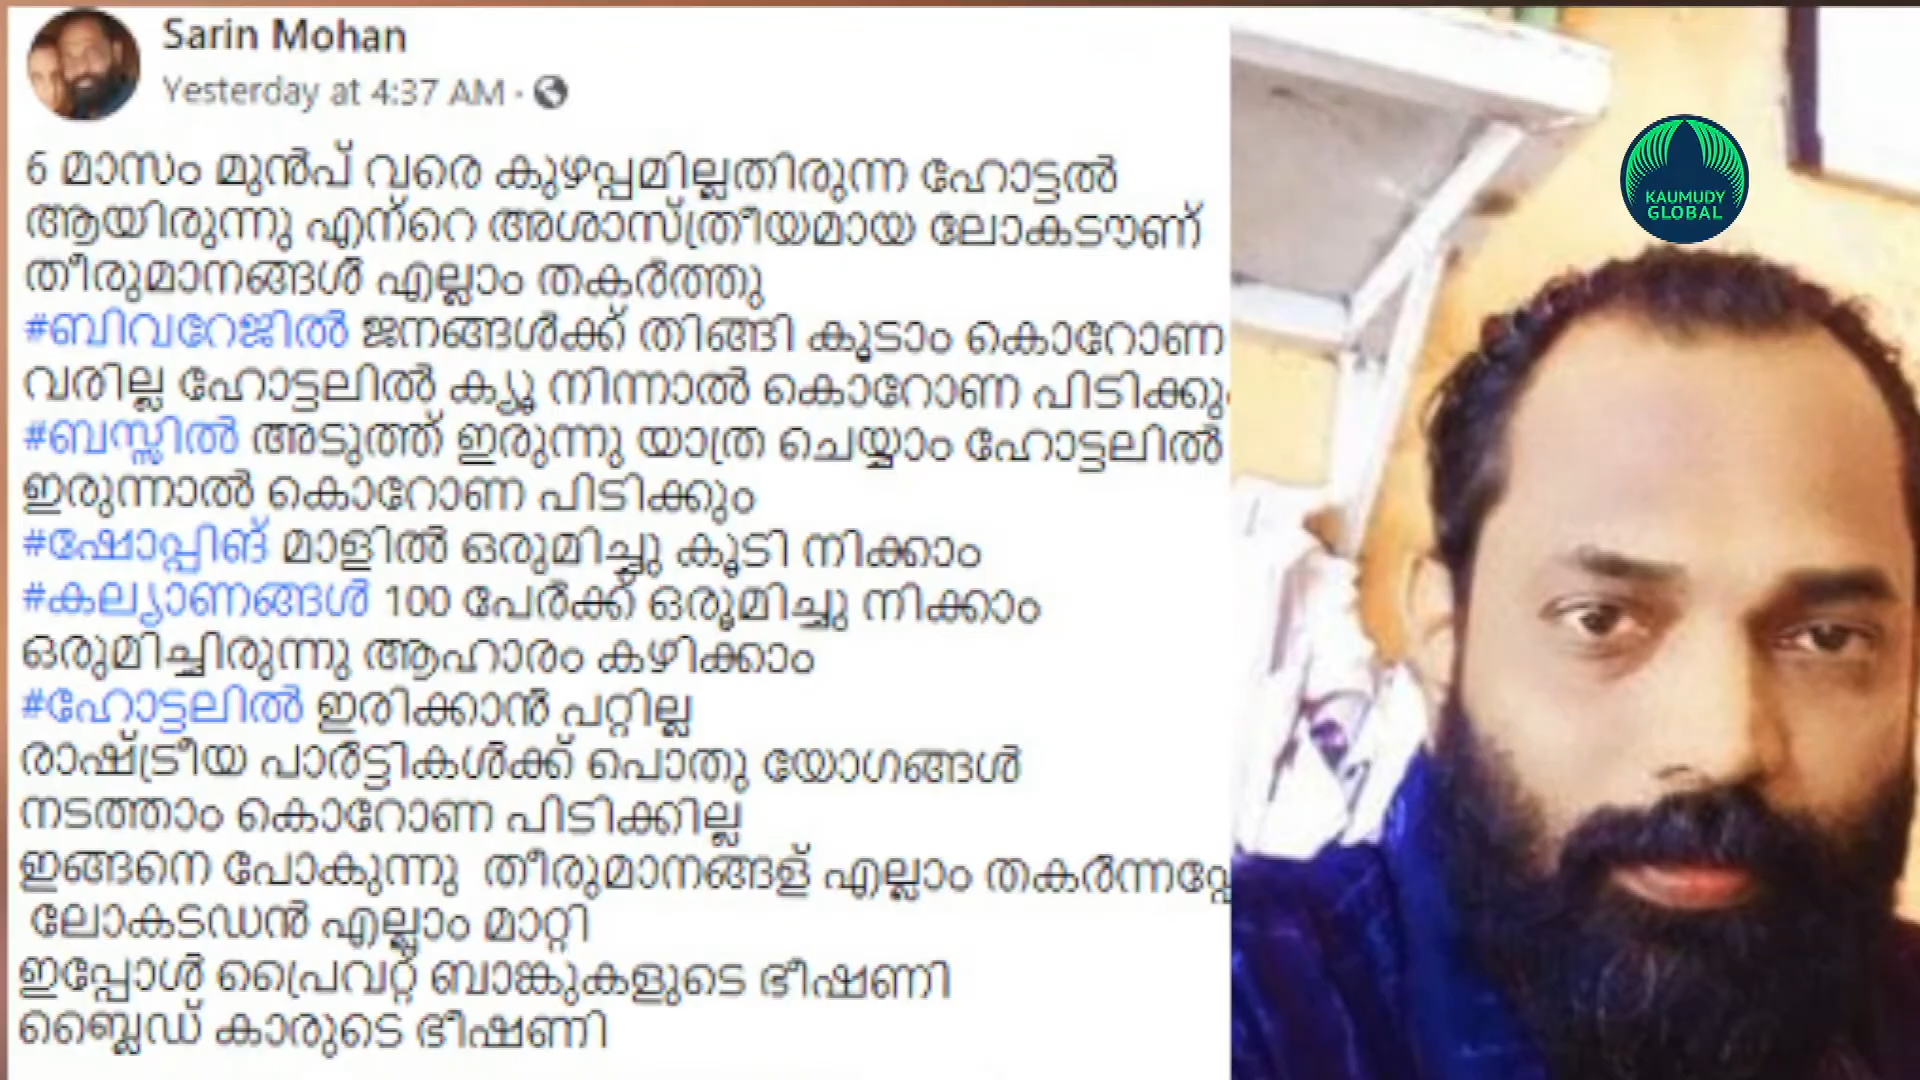 Sarin Mohan
Yesterday at 4:37 AM ·
6 മാസം മുൻപ് വരെ കുഴപ്പമില്ലതിരുന്ന ഹോട്ടൽ
ആയിരുന്നു എന്റെ അശാസ്ത്രീയമായ ലോകടൗണ്
തീരുമാനങ്ങൾ എല്ലാം തകർത്തു
#ബിവറേജിൽ ജനങ്ങൾക്ക് തിങ്ങി കൂടാം കൊറോണ
വരില്ല ഹോട്ടലിൽ ക്യൂ നിന്നാൽ കൊറോണ പിടിക്കും
#ബസ്സിൽ അടുത്ത് ഇരുന്നു യാത്ര ചെയ്യാം ഹോട്ടലിൽ
ഇരുന്നാൽ കൊറോണ പിടിക്കും
#ഷോപ്പിങ് മാളിൽ ഒരുമിച്ചു കൂടി നിക്കാം
#കല്യാണങ്ങൾ 100 പേർക്ക് ഒരുമിച്ചു നിക്കാം
ഒരുമിച്ചിരുന്നു ആഹാരം കഴിക്കാം
#ഹോട്ടലിൽ ഇരിക്കാൻ പറ്റില്ല
രാഷ്ട്രീയ പാർട്ടികൾക്ക് പൊതു യോഗങ്ങൾ
നടത്താം കൊറോണ പിടിക്കില്ല
ഇങ്ങനെ പോകുന്നു തീരുമാനങ്ങള് എല്ലാം
ലോകടഡൻ എല്ലാം മാറ്റി
ഇപ്പോൾ പ്രൈവറ്റ് ബാങ്കുകളുടെ ഭീഷണി
ബ്ലൈഡ് കാരുടെ ഭീഷണി
KAUMUDY
GLOBAL